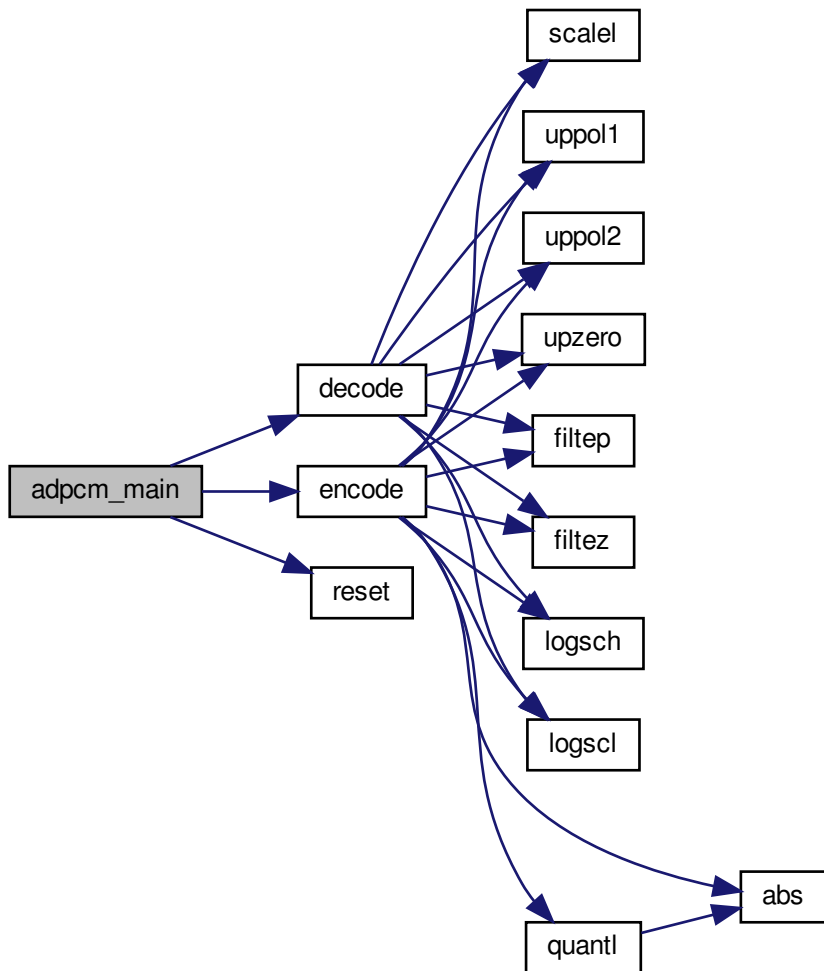 scalel
uppol1
uppol2
upzero
decode
filtep
adpcm_main
encode
filtez
reset
logsch
logscl
abs
quantl